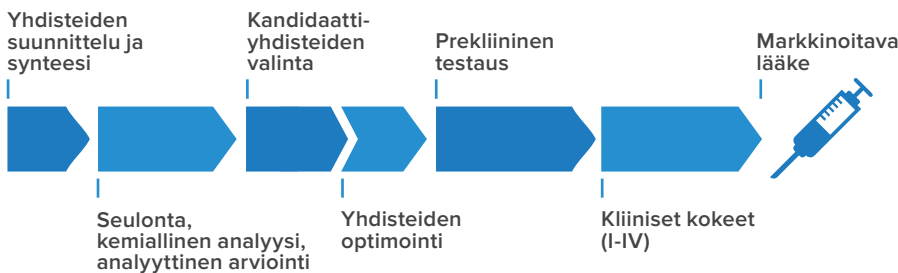 Yhdisteiden
suunnittelu ja
synteesi
Seulonta,
kemiallinen analyysi,
analyyttinen arviointi
Kandidaatti-
yhdisteiden
valinta
Yhdisteiden
optimointi
Prekliininen
testaus
Kliiniset kokeet
(I-IV)
Markkinoitava
lääke